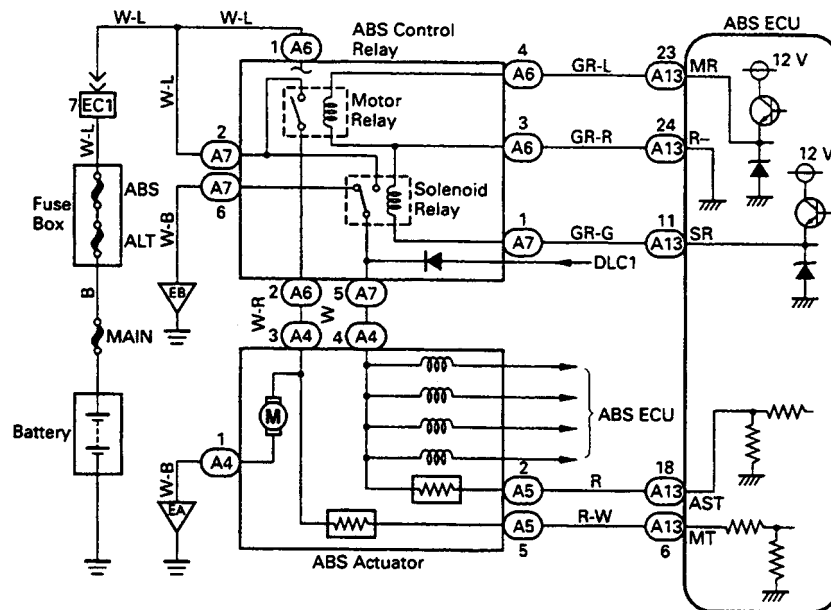 W-L
W-L
1
A6
ABS Control
Relay
4
A6
GR-L
23
A13
MR
ABS ECU
12 V
7
EC1
W-L
W-L
Motor
Relay
2
A7
3
A6
GR-R
24
A13
R–
12 V
Fuse
Box
ABS
ALT
A7
6
W-B
Solenoid
Relay
1
A7
GR-G
11
A13
SR
DLC1
B
EB
2
A6
5
A7
W-R
W
MAIN
3
A4
4
A4
ABS ECU
Battery
M
1
A4
W-B
EA
2
A5
R
18
A13
AST
A5
5
R-W
A13
6
MT
ABS Actuator